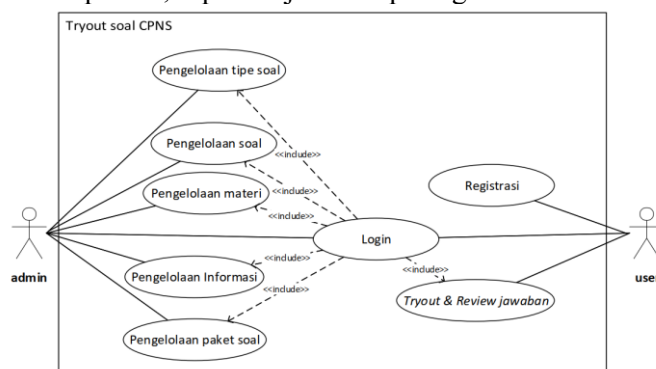 Tryout soal CPNS
Pengelolaan tipe soal
Pengelolaan soal
<<include>>
Pengelolaan materi
<<include>>
Registrasi
<<include>>
Login
admin
user
Pengelolaan Informasi
<<include>>
<<include>>
Tryout & Review jawaban
<<include>>
Pengelolaan paket soal